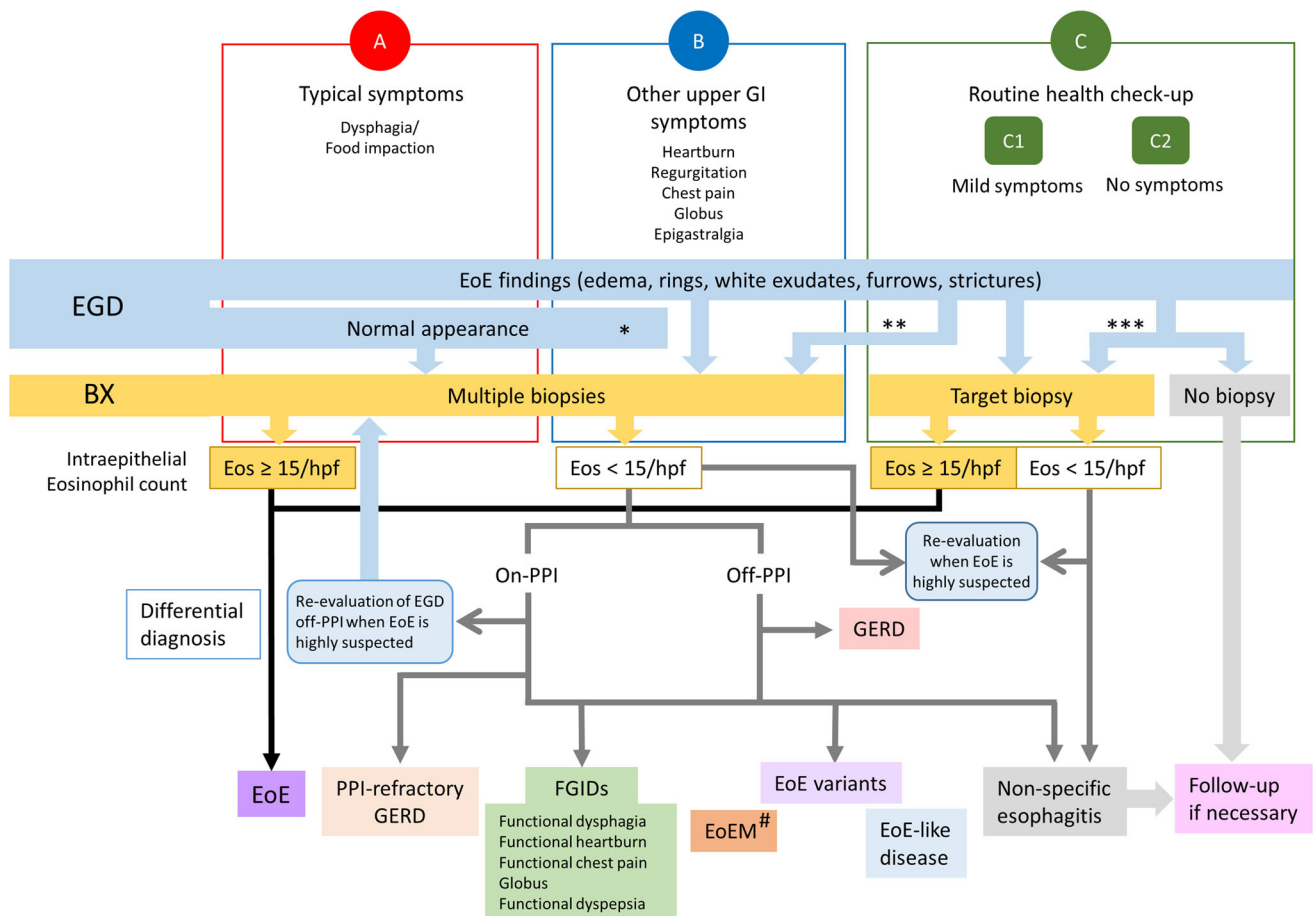 A
B
C
Typical symptoms
Dysphagia/
Food impaction
Other upper GI
symptoms
Heartburn
Regurgitation
Chest pain
Globus
Epigastralgia
Routine health check-up
C1
C2
Mild symptoms
No symptoms
EGD
EoE findings (edema, rings, white exudates, furrows, strictures)
Normal appearance
*
**
***
BX
Multiple biopsies
Target biopsy
No biopsy
Intraepithelial
Eosinophil count
Eos ≥ 15/hpf
Eos < 15/hpf
Eos ≥ 15/hpf
Eos < 15/hpf
On-PPI
Off-PPI
Re-evaluation
when EoE is
highly suspected
Differential
diagnosis
Re-evaluation of EGD
off-PPI when EoE is
highly suspected
GERD
EoE
PPI-refractory
GERD
FGIDs
Functional dysphagia
Functional heartburn
Functional chest pain
Globus
Functional dyspepsia
EoE variants
EoEM#
EoE-like
disease
Non-specific
esophagitis
Follow-up
if necessary